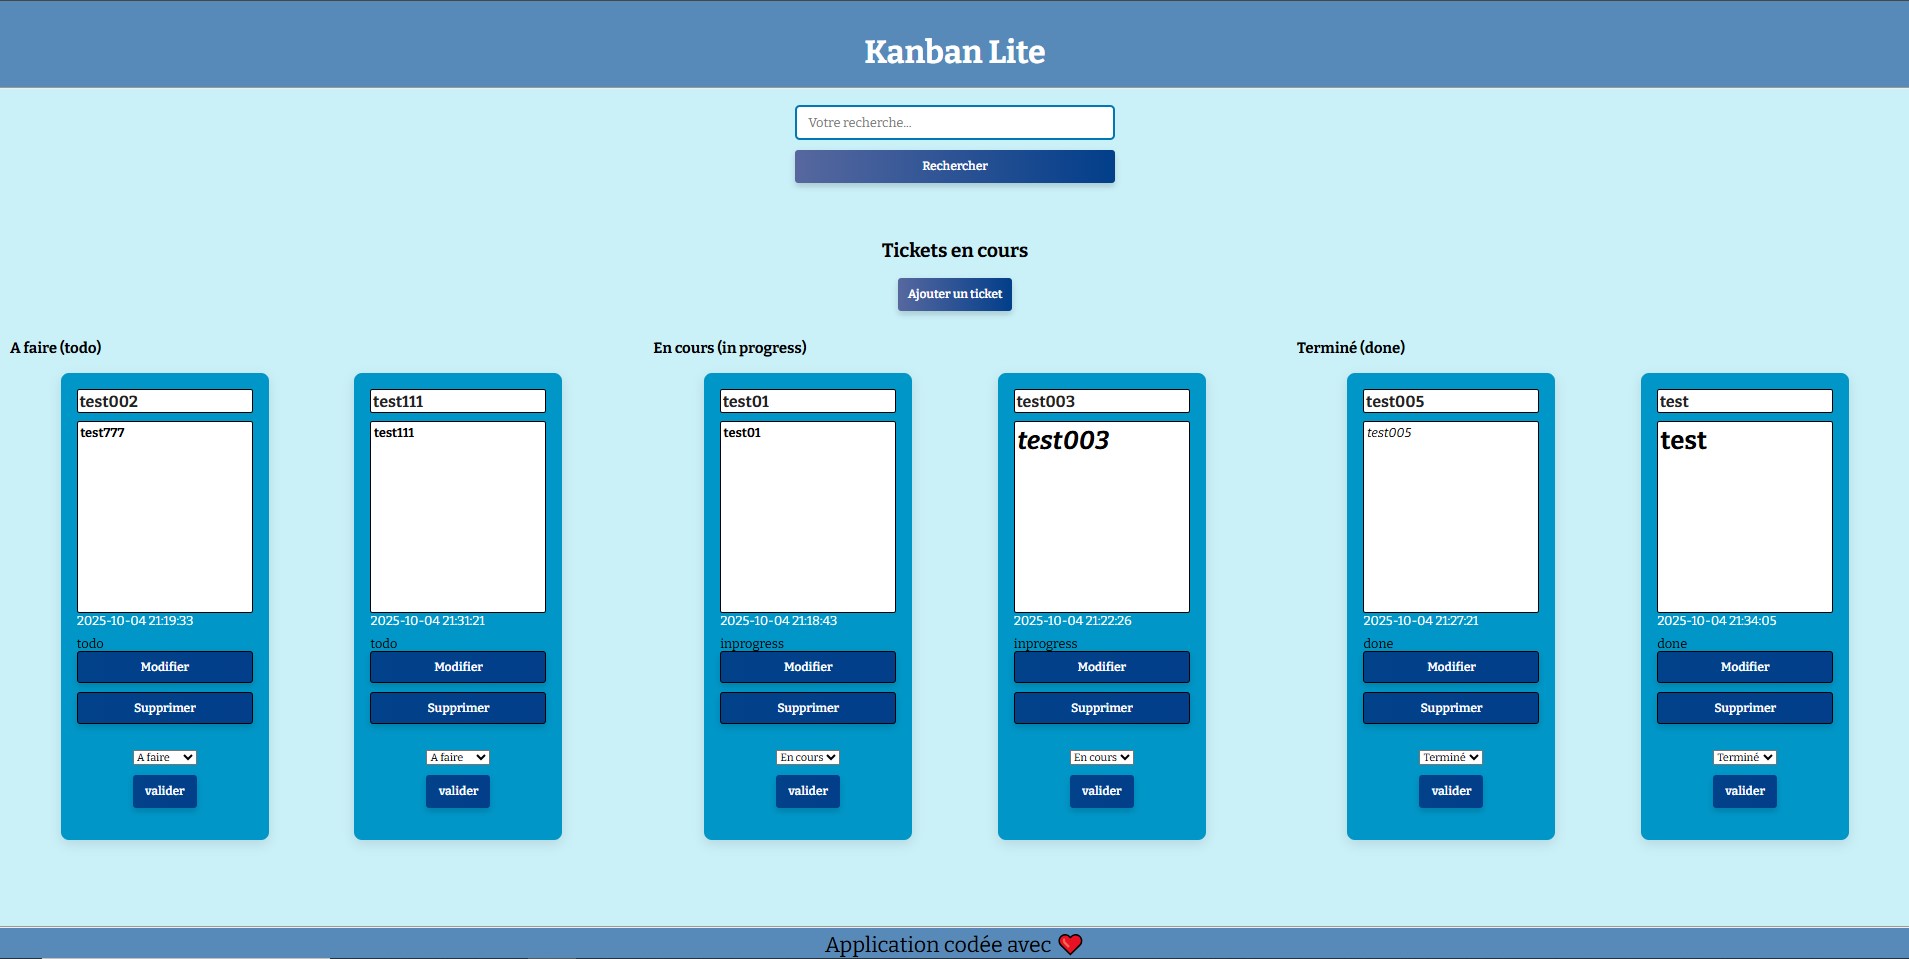 Kanban Lite
Votre recherche...
Rechercher
Tickets en cours
Ajouter un ticket
A faire (todo)
test002
test777
2025-10-04 21:19:33
todo
Modifier
Supprimer
A faire
valider
test111
test111
2025-10-04 21:31:21
todo
Modifier
Supprimer
A faire
valider
En cours (in progress)
test01
test01
2025-10-04 21:18:43
inprogress
Modifier
Supprimer
En cours
valider
test003
test003
2025-10-04 21:22:26
inprogress
Modifier
Supprimer
En cours
valider
Terminé (done)
test005
test005
2025-10-04 21:27:21
done
Modifier
Supprimer
Terminé
valider
test
test
2025-10-04 21:34:05
done
Modifier
Supprimer
Terminé
valider
Application codée avec ❤️